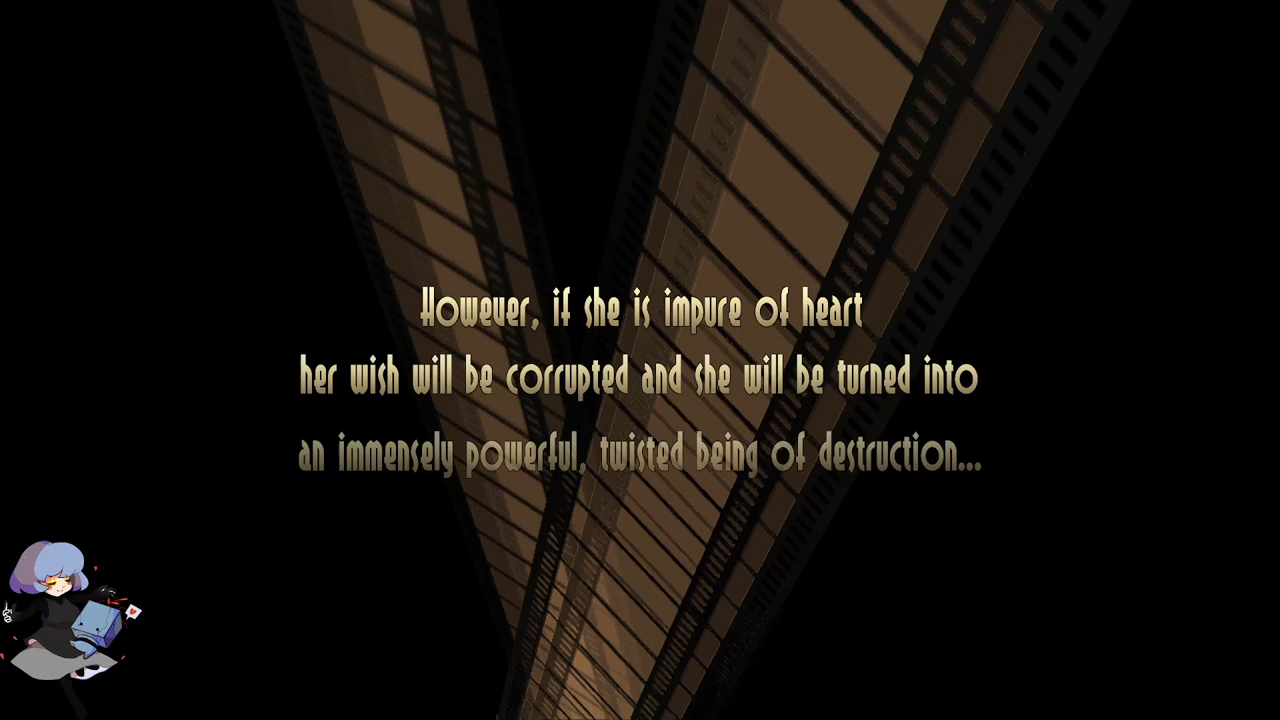 However, if she is impure of heart
her wish will be corrupted and she will be turned into
an immensely powerful, twisted being of destruction...